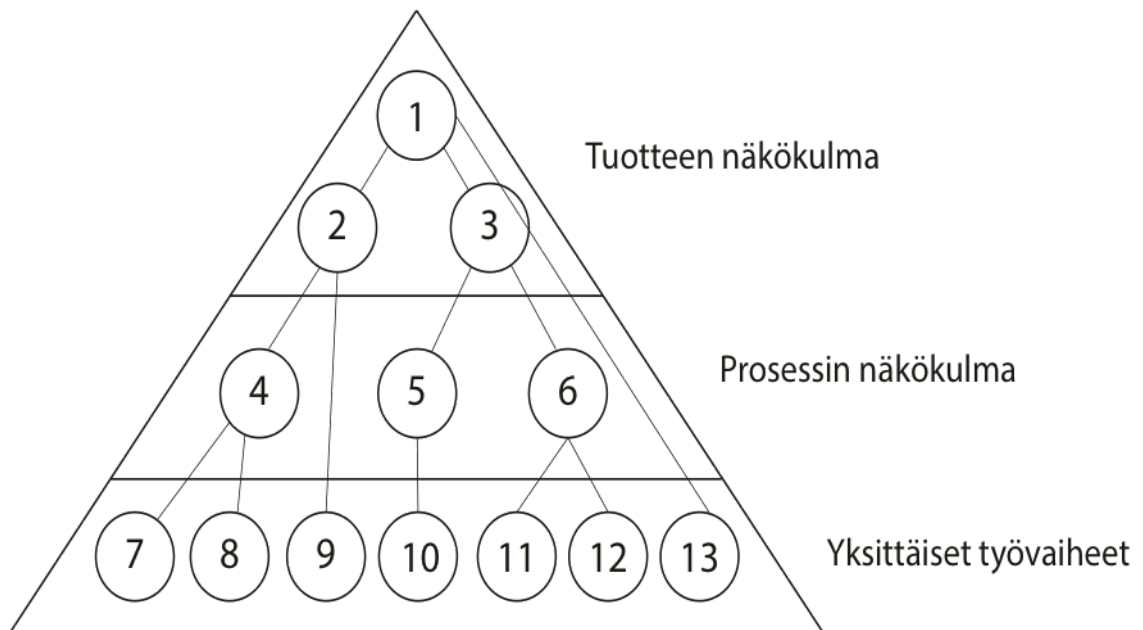 1
Tuotteen näkökulma
2 3
4 5 6
Prosessin näkökulma
7 8 9 10 11 12 13
Yksittäiset työvaiheet